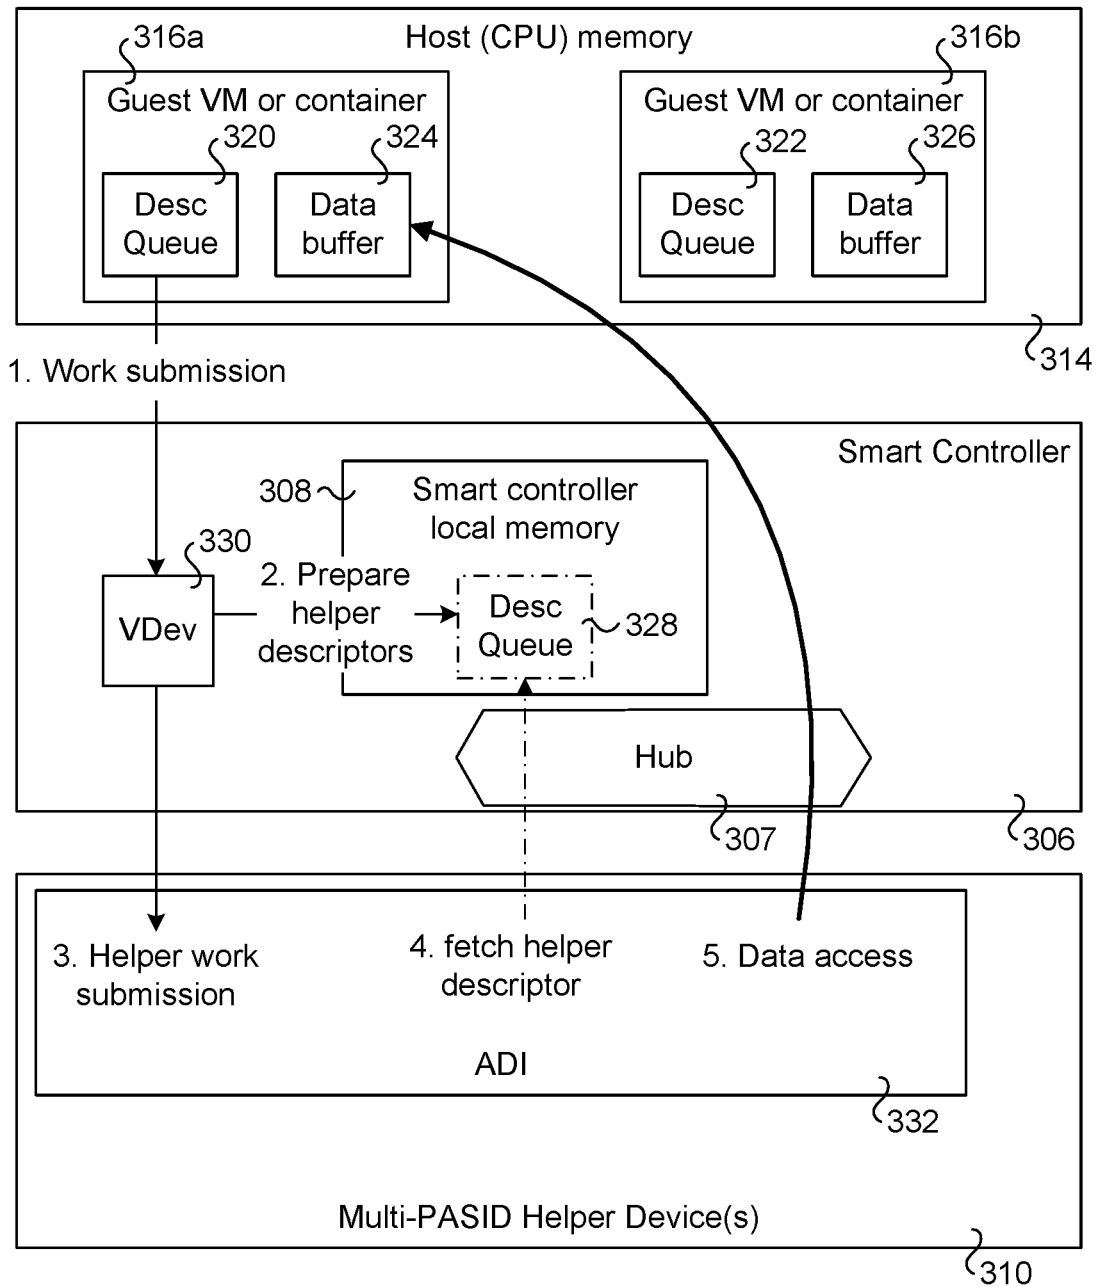 316a
Host (CPU) memory
316b
Guest VM or container
Guest VM or container
320
324
322
326
Desc
Queue
Data
buffer
Desc
Queue
Data
buffer
314
1. Work submission
Smart Controller
308
Smart controller
local memory
330
2. Prepare
helper
descriptors
VDev
Desc
Queue
328
Hub
307
306
3. Helper work
submission
4. fetch helper
descriptor
5. Data access
ADI
332
Multi-PASID Helper Device(s)
310